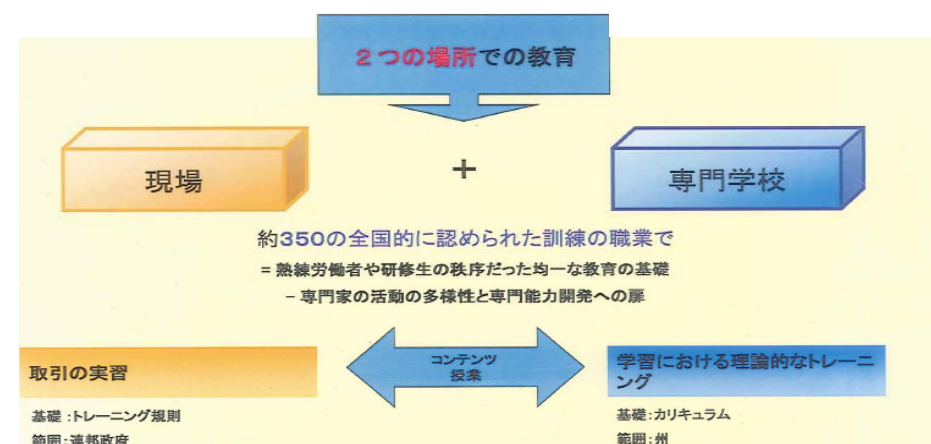 2つの場所での教育
現場
+
専門学校
約350の全国的に認められた訓練の職業で
= 熟練労働者や研修生の秩序だった均一な教育の基礎
– 専門家の活動の多様性と専門能力開発への扉
コンテンツ
授業
取引の実習
学習における理論的なトレーニ
ング
基礎:トレーニング規則
範囲:連邦政府
基礎:カリキュラム
範囲:州